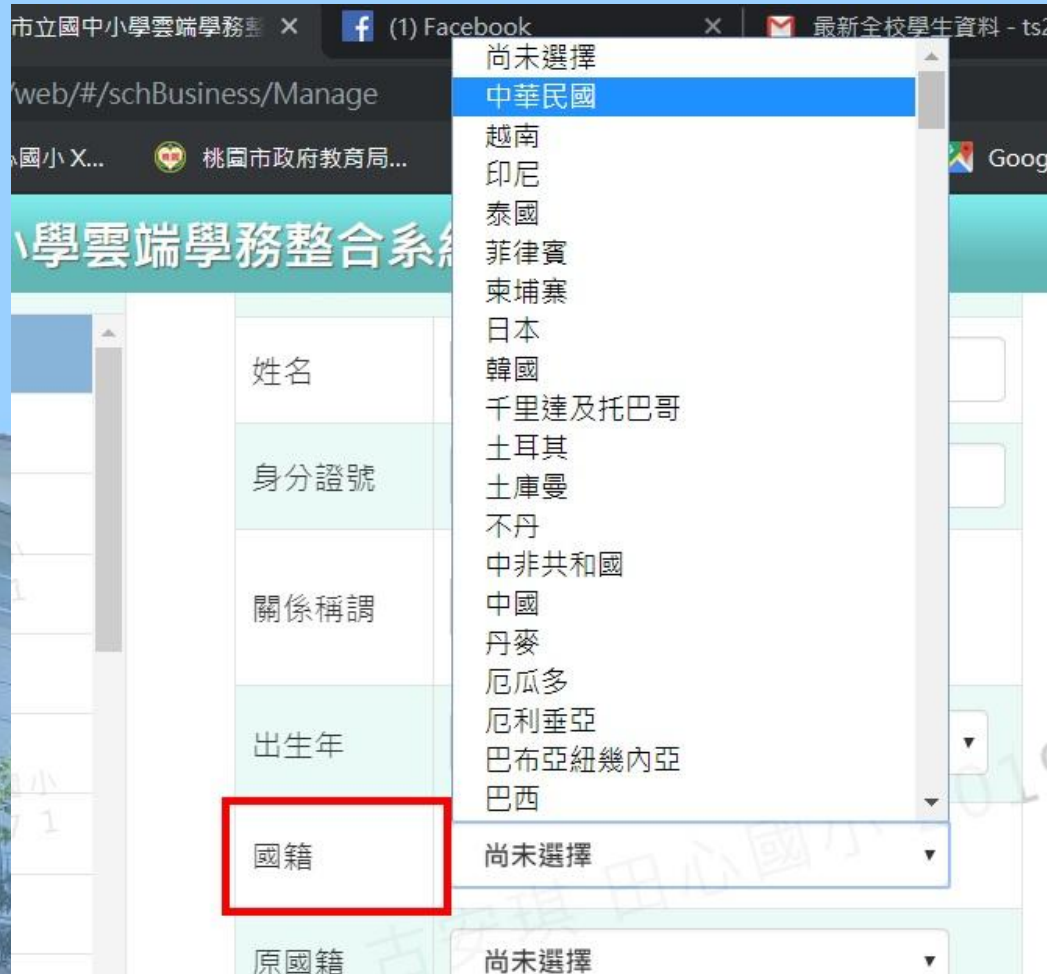 市立國中小學雲端學務整
(1) Facebook
最新全校學生資料 - ts2
/web/#/schBusiness/Manage
國小 X...
桃園市政府教育局...
Goog
學雲端學務整合系
尚未選擇
中華民國
越南
印尼
泰國
菲律賓
柬埔寨
日本
韓國
千里達及托巴哥
土耳其
土庫曼
不丹
中非共和國
中國
丹麥
厄瓜多
厄利垂亞
巴布亞紐幾內亞
巴西
姓名
身分證號
關係稱謂
出生年
國籍
尚未選擇
原國籍
尚未選擇
古安琪 田心國小 2019